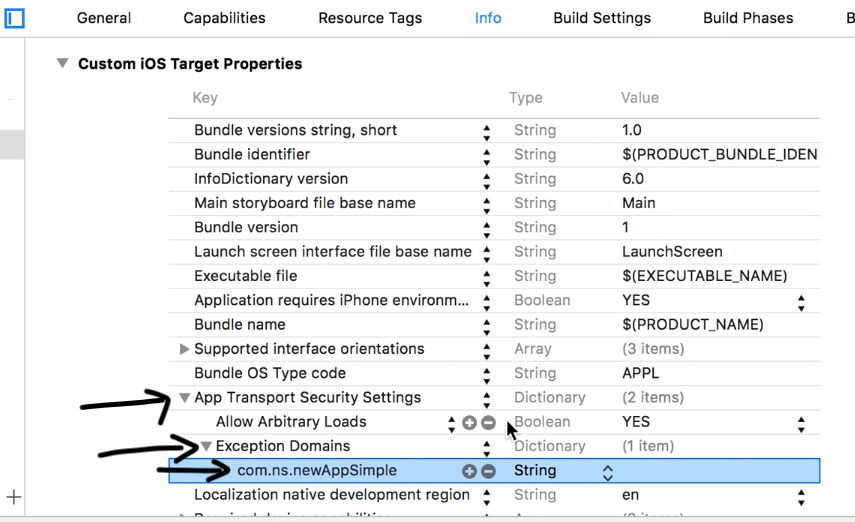 General Capabilities Resource Tags Info Build Settings Build Phases B
Custom iOS Target Properties
Key Type Value
Bundle versions string, short String 1.0
Bundle identifier String $(PRODUCT_BUNDLE_IDEN
InfoDictionary version String 6.0
Main storyboard file base name String Main
Bundle version String 1
Launch screen interface file base name String LaunchScreen
Executable file String $(EXECUTABLE_NAME)
Application requires iPhone environm... Boolean YES
Bundle name String $(PRODUCT_NAME)
Supported interface orientations Array (3 items)
Bundle OS Type code String APPL
App Transport Security Settings Dictionary (2 items)
Allow Arbitrary Loads Boolean YES
Exception Domains Dictionary (1 item)
com.ns.newAppSimple String
Localization native development region String en